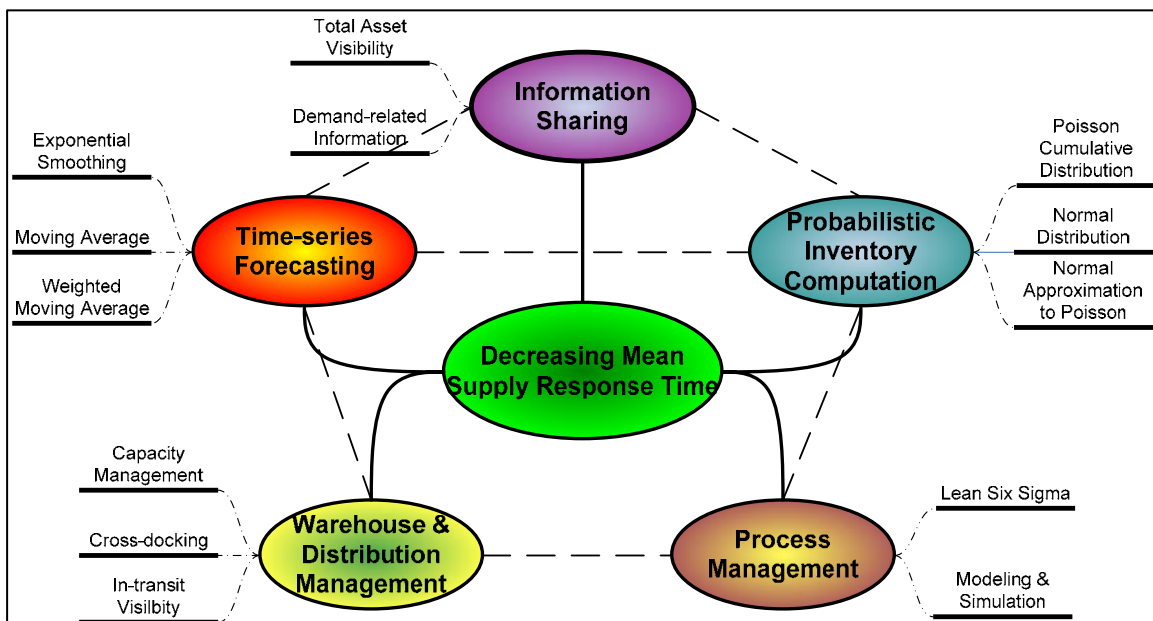 Total Asset
Visibility
Information
Sharing
Demand-related
Information
Exponential
Smoothing
Moving Average
Weighted
Moving Average
Time-series
Forecasting
Probabilistic
Inventory
Computation
Poisson
Cumulative
Distribution
Normal
Distribution
Normal
Approximation
to Poisson
Decreasing Mean
Supply Response Time
Capacity
Management
Cross-docking
In-transit
Visilbity
Warehouse &
Distribution
Management
Process
Management
Lean Six Sigma
Modeling &
Simulation